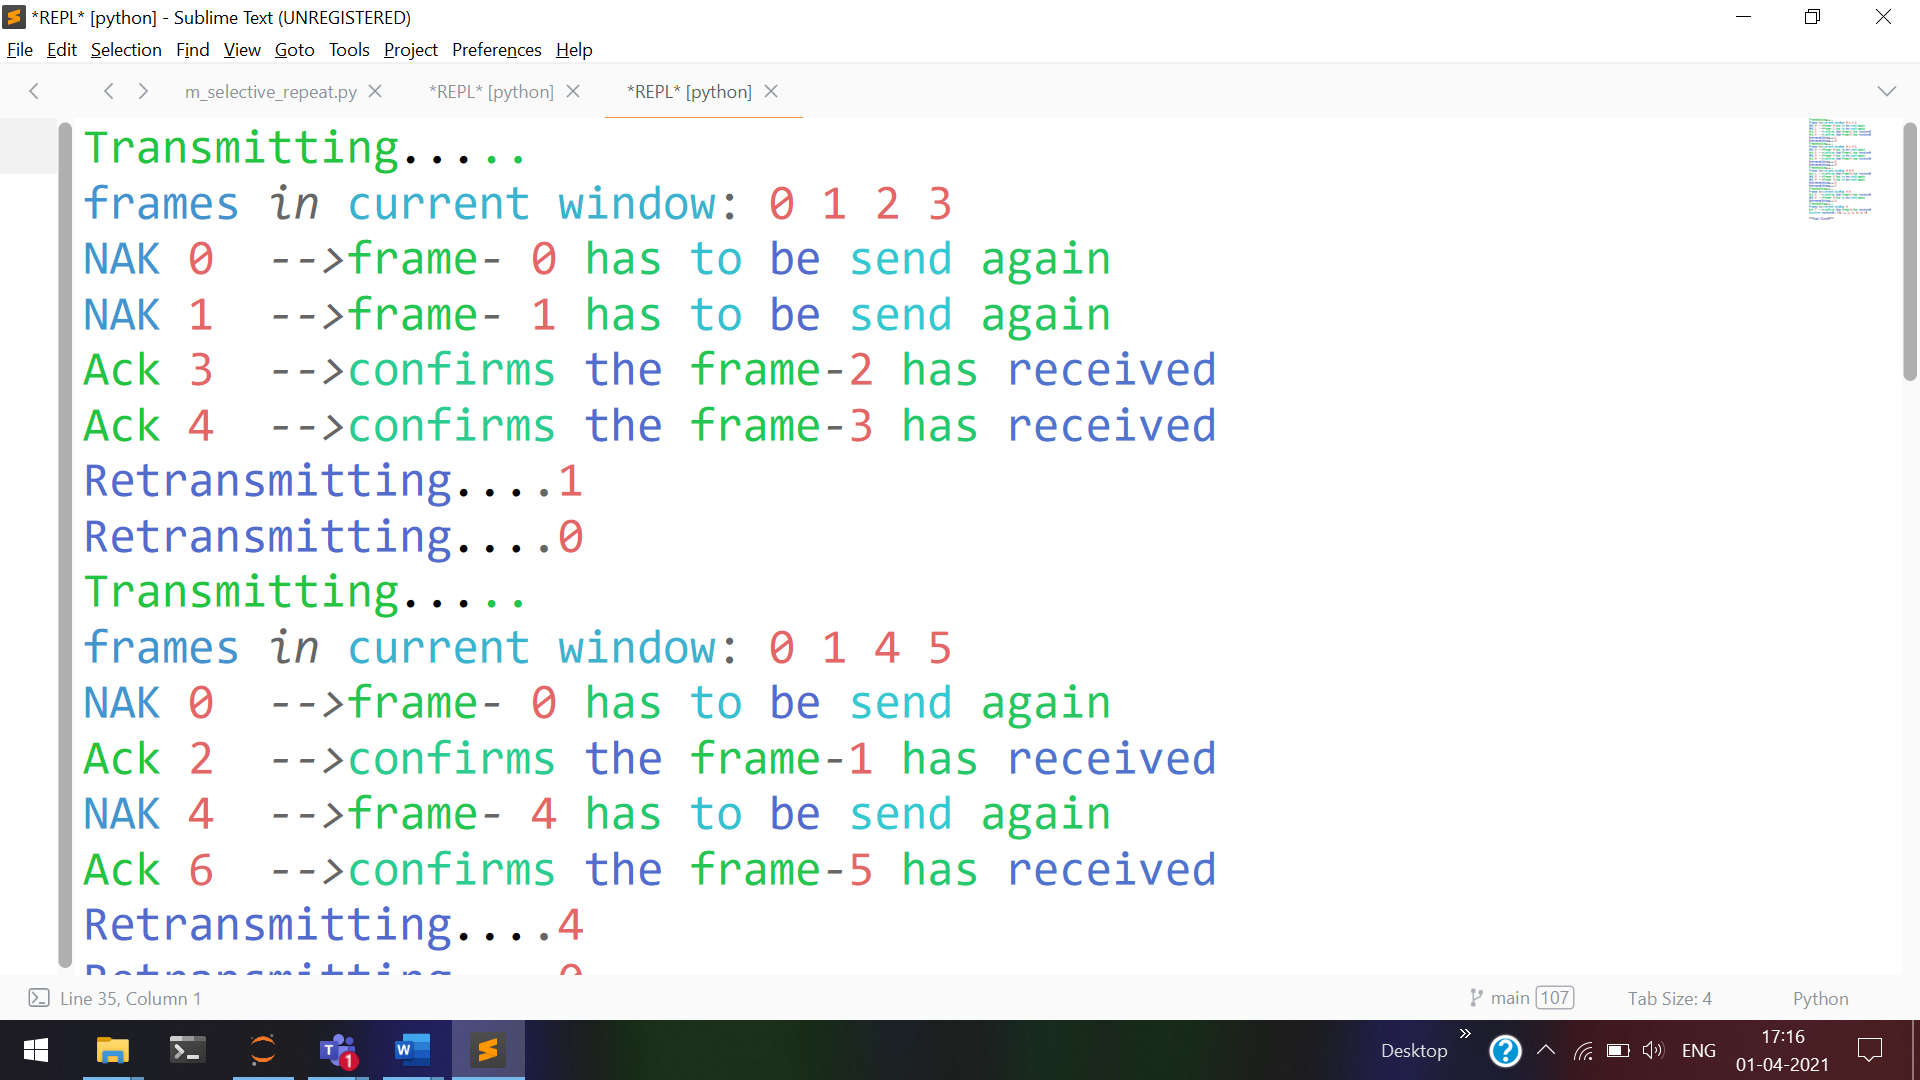 *REPL* [python] - Sublime Text (UNREGISTERED)
File Edit Selection Find View Goto Tools Project Preferences Help
m_selective_repeat.py *REPL* [python] *REPL* [python]
Transmitting.....
frames in current window: 0 1 2 3
NAK 0  -->frame- 0 has to be send again
NAK 1  -->frame- 1 has to be send again
Ack 3  -->confirms the frame-2 has received
Ack 4  -->confirms the frame-3 has received
Retransmitting....1
Retransmitting....0
Transmitting.....
frames in current window: 0 1 4 5
NAK 0  -->frame- 0 has to be send again
Ack 2  -->confirms the frame-1 has received
NAK 4  -->frame- 4 has to be send again
Ack 6  -->confirms the frame-5 has received
Retransmitting....4
Line 35, Column 1 main 107 Tab Size: 4 Python
Desktop ENG 17:16
01-04-2021